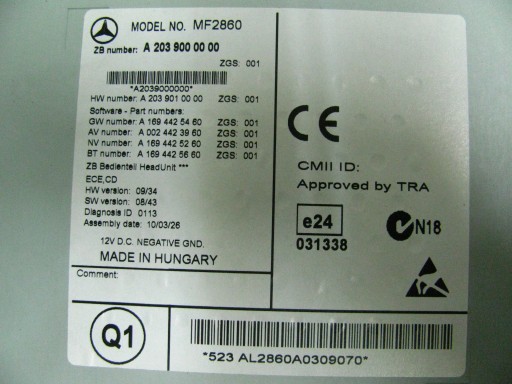 MODEL NO. MF2860
ZB number: A 203 900 00 00
ZGS: 001
*A2039000000*
HW number: A 203 901 00 00 ZGS: 001
Software - Part numbers:
GW number: A 169 442 54 60 ZGS: 001
AV number: A 002 442 39 60 ZGS: 001
NV number: A 169 442 52 60 ZGS: 001
BT number: A 169 442 56 60 ZGS: 001
ZB Bedienteil HeadUnit ***
ECE,CD
HW version: 09/34
SW version: 08/43
Diagnosis ID 0113
Assembly date: 10/03/26
12V D.C. NEGATIVE GND.
MADE IN HUNGARY
Comment:
CE
CMII ID:
Approved by TRA
e24
031338
N18
Q1
*523 AL2860A0309070*